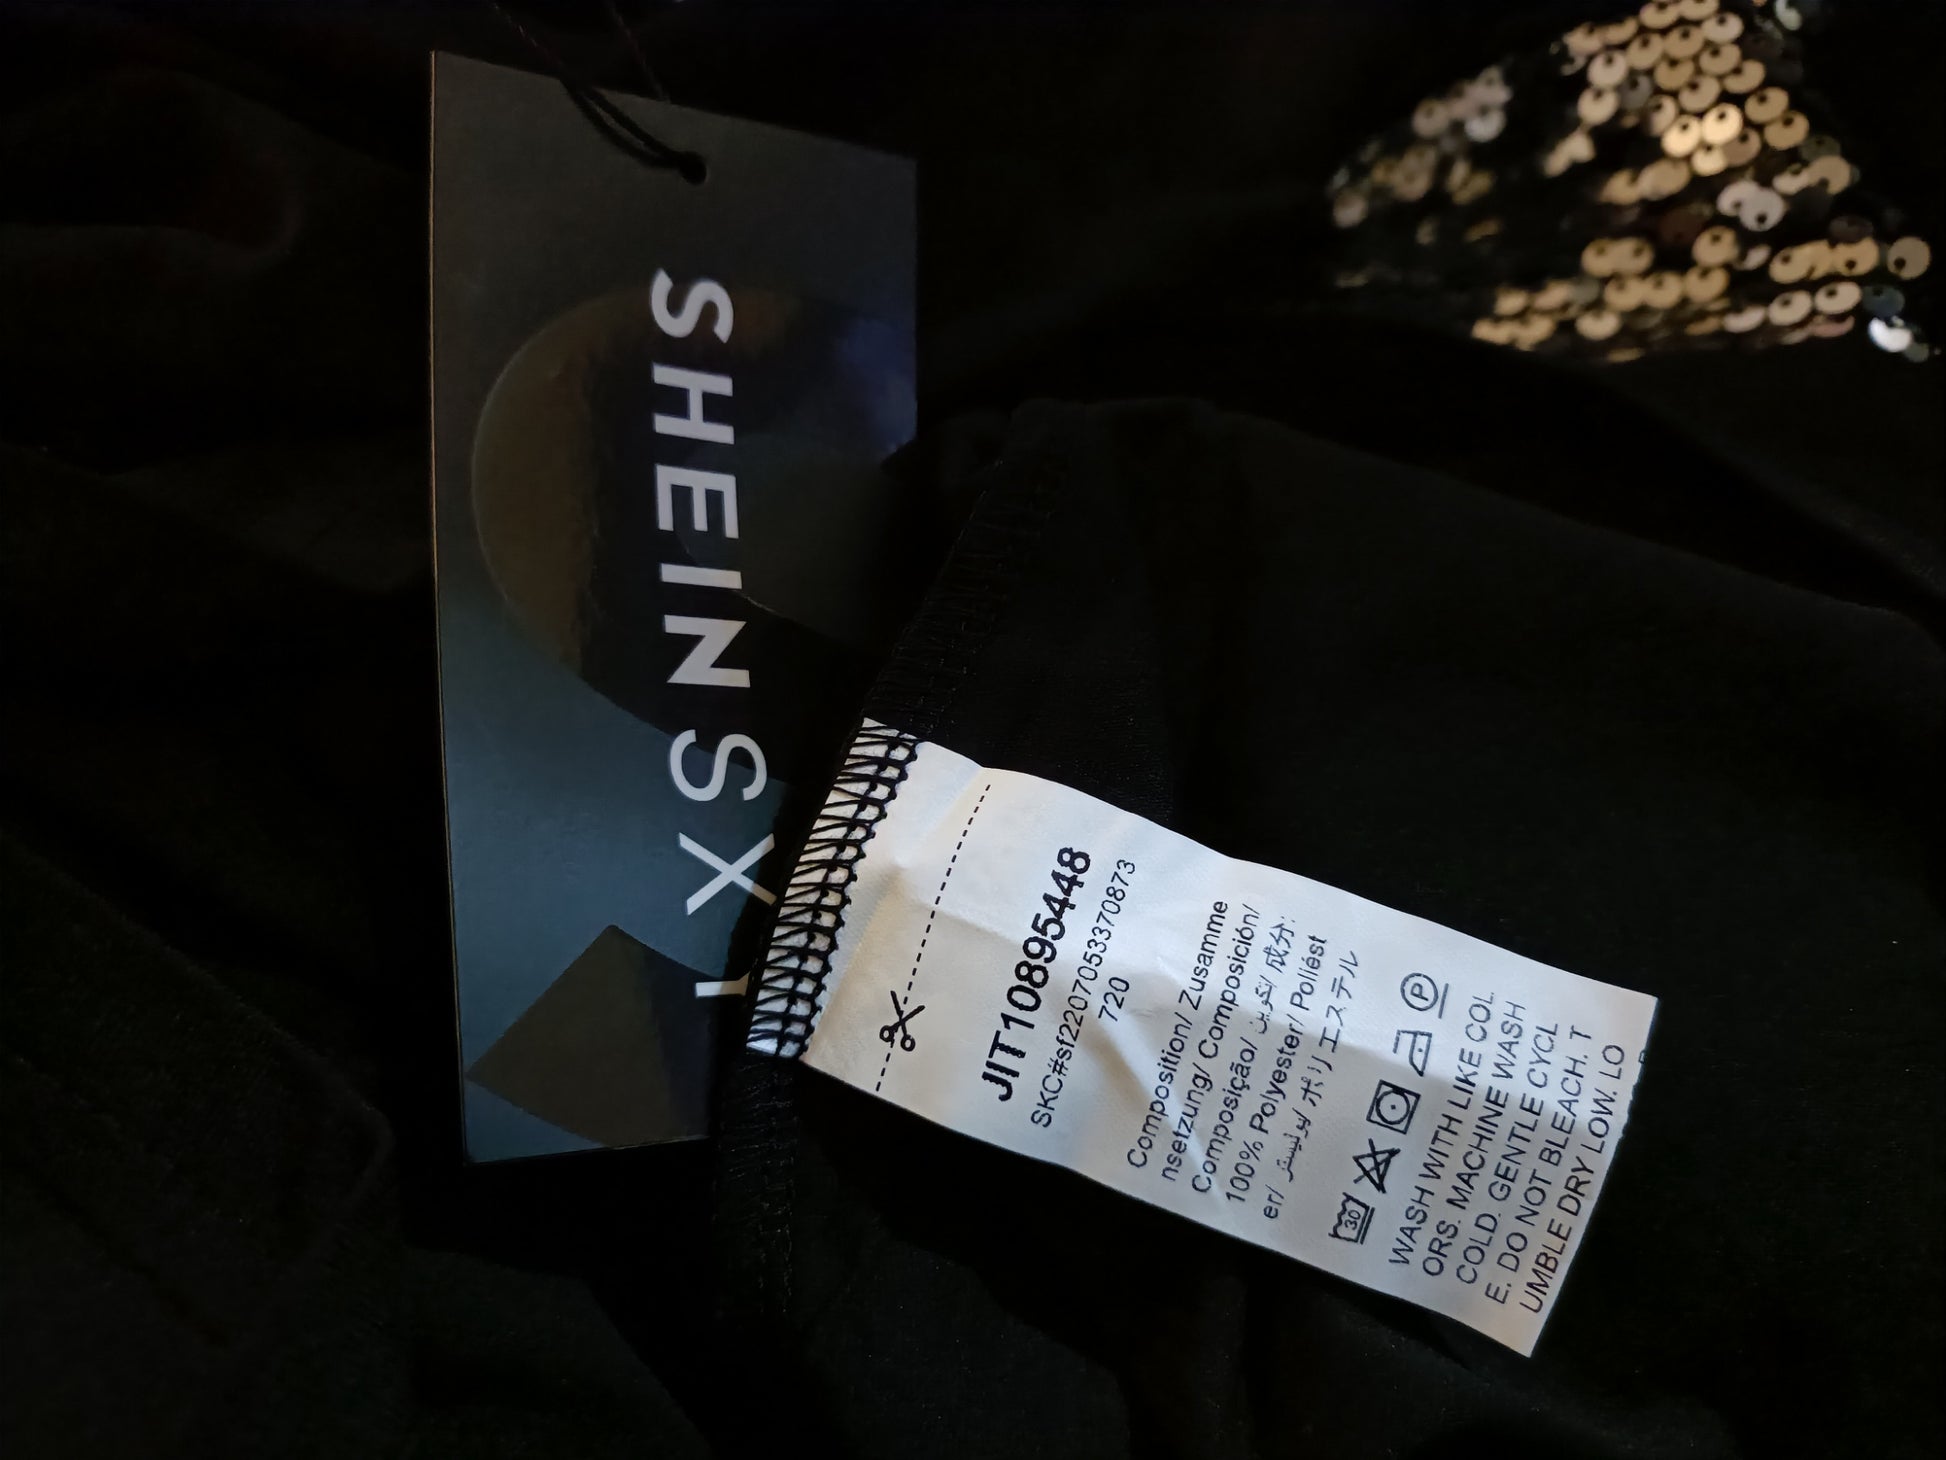 SHEIN SXY
JIT10895448
SKC#sf2207053370873
720
Composition/ Zusamme
nsetzung/ Composición/
Composição/ تكوين/ 成分:
100% Polyester/ Poliést
er/ بوليستر/ ポリエステル
30
P
WASH WITH LIKE COL
ORS. MACHINE WASH
COLD. GENTLE CYCL
E. DO NOT BLEACH. T
UMBLE DRY LOW. LO